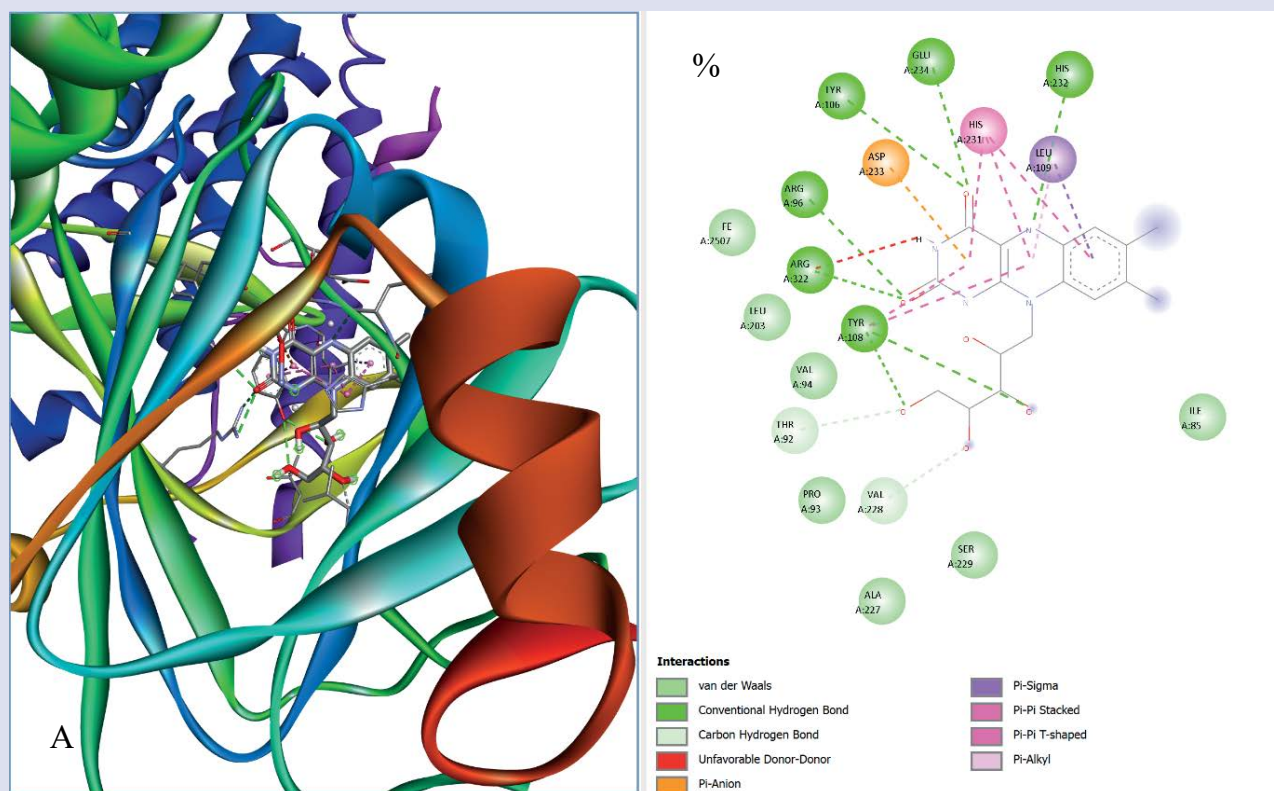 A
%
GLU
A:234
HIS
A:232
TYR
A:106
HIS
A:231
LEU
A:109
ASP
A:233
ARG
A:96
FE
A:2507
ARG
A:322
H
N
O
N
N
N
N
O
LEU
A:203
TYR
A:108
VAL
A:94
O
O
O
O
THR
A:92
ILE
A:85
PRO
A:93
VAL
A:228
SER
A:229
ALA
A:227
Interactions
van der Waals
Conventional Hydrogen Bond
Carbon Hydrogen Bond
Unfavorable Donor-Donor
Pi-Anion
Pi-Sigma
Pi-Pi Stacked
Pi-Pi T-shaped
Pi-Alkyl